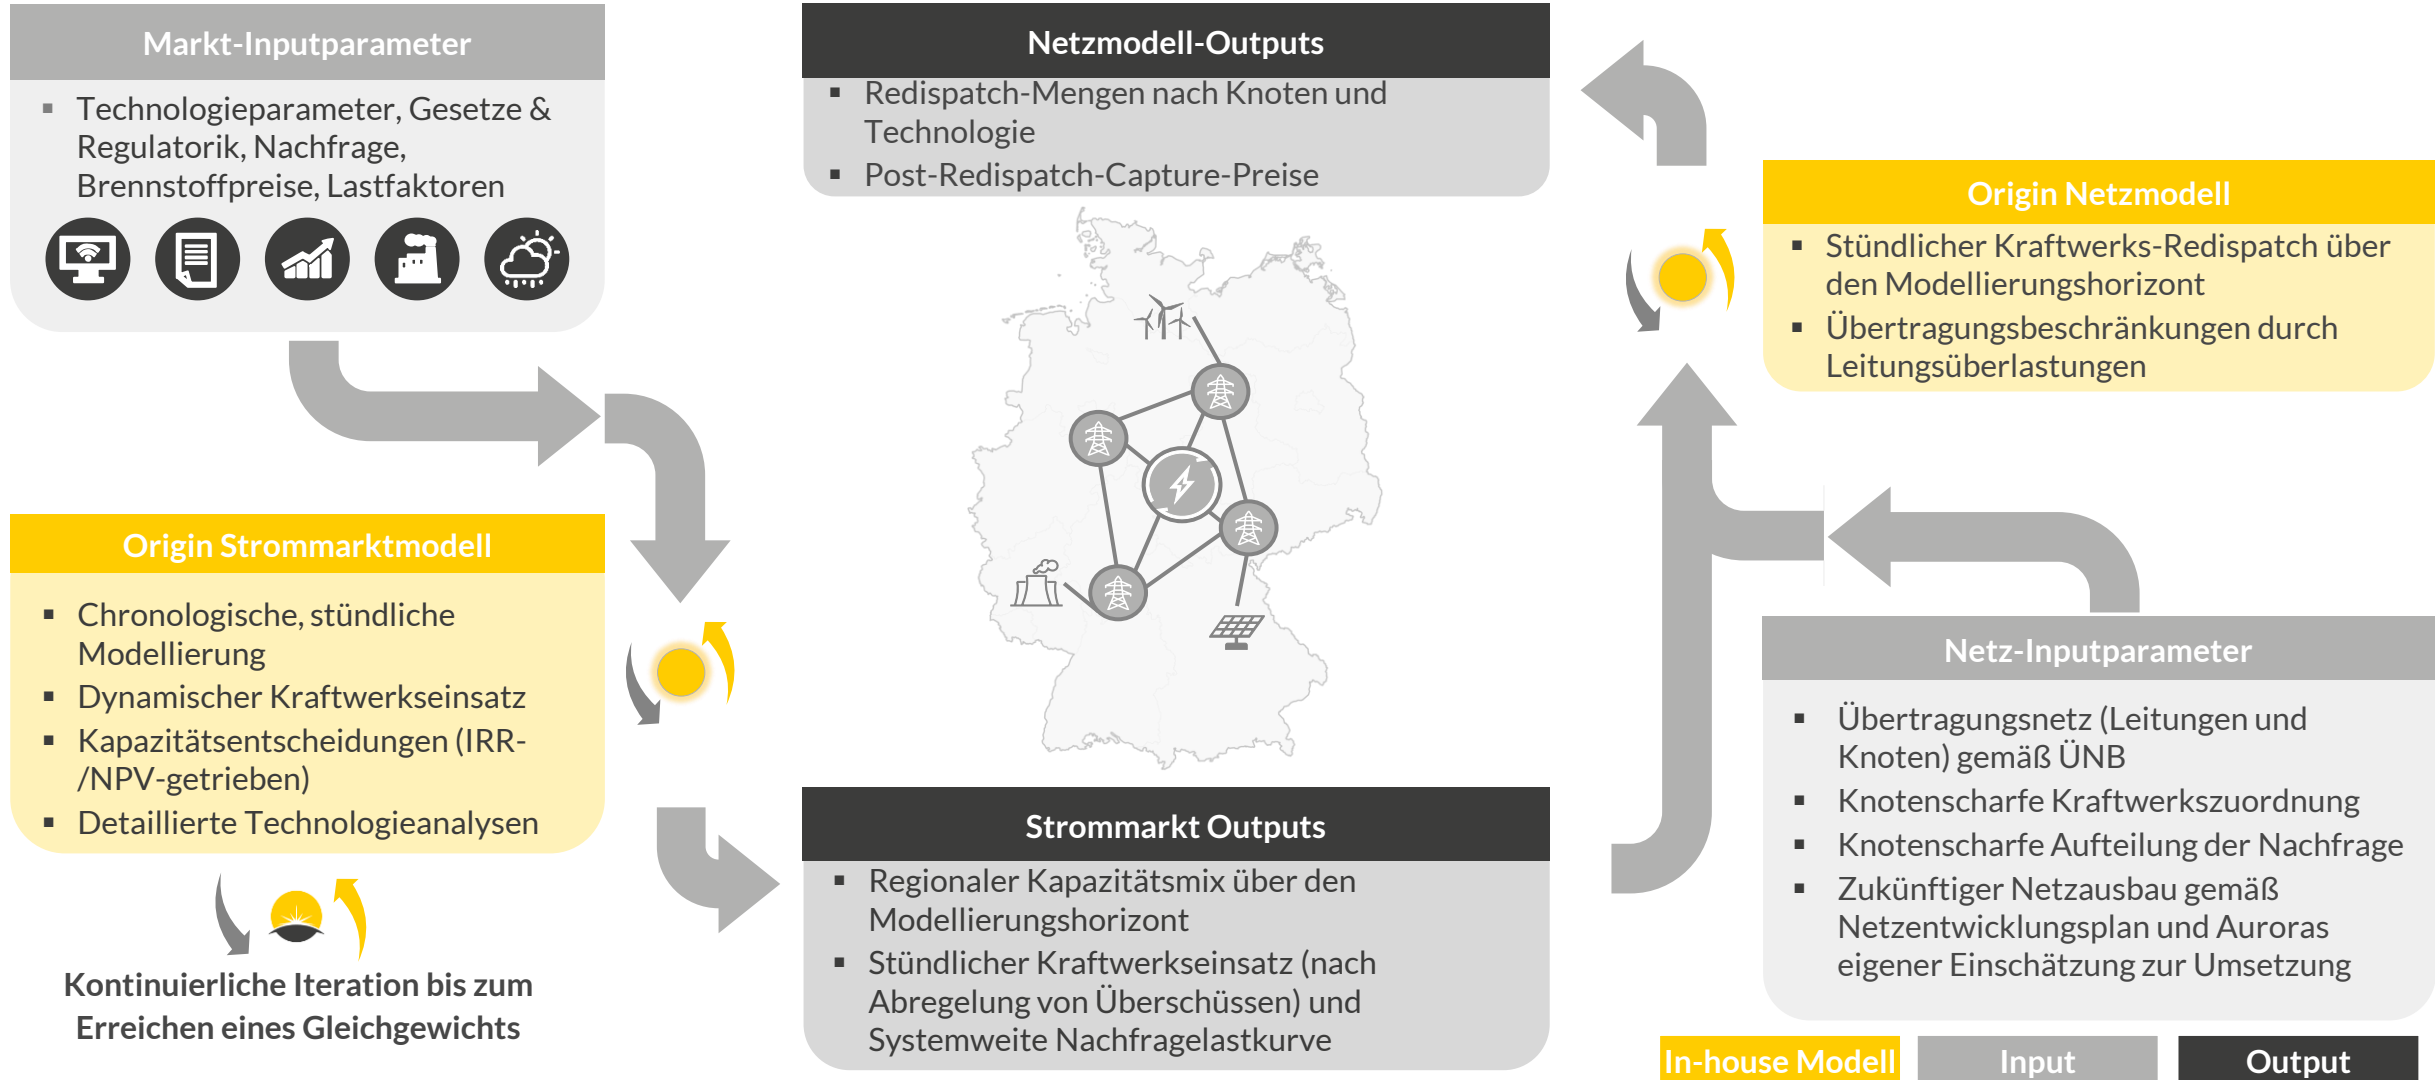 Markt-Inputparameter
Technologieparameter, Gesetze &
Regulatorik, Nachfrage,
Brennstoffpreise, Lastfaktoren
Origin Strommarktmodell
Chronologische, stündliche
Modellierung
Dynamischer Kraftwerkseinsatz
Kapazitätsentscheidungen (IRR-
/NPV-getrieben)
Detaillierte Technologieanalysen
Kontinuierliche Iteration bis zum
Erreichen eines Gleichgewichts
Netzmodell-Outputs
Redispatch-Mengen nach Knoten und
Technologie
Post-Redispatch-Capture-Preise
Strommarkt Outputs
Regionaler Kapazitätsmix über den
Modellierungshorizont
Stündlicher Kraftwerkseinsatz (nach
Abregelung von Überschüssen) und
Systemweite Nachfragelastkurve
Origin Netzmodell
Stündlicher Kraftwerks-Redispatch über
den Modellierungshorizont
Übertragungsbeschränkungen durch
Leitungsüberlastungen
Netz-Inputparameter
Übertragungsnetz (Leitungen und
Knoten) gemäß ÜNB
Knotenscharfe Kraftwerkszuordnung
Knotenscharfe Aufteilung der Nachfrage
Zukünftiger Netzausbau gemäß
Netzentwicklungsplan und Auroras
eigener Einschätzung zur Umsetzung
In-house Modell
Input
Output